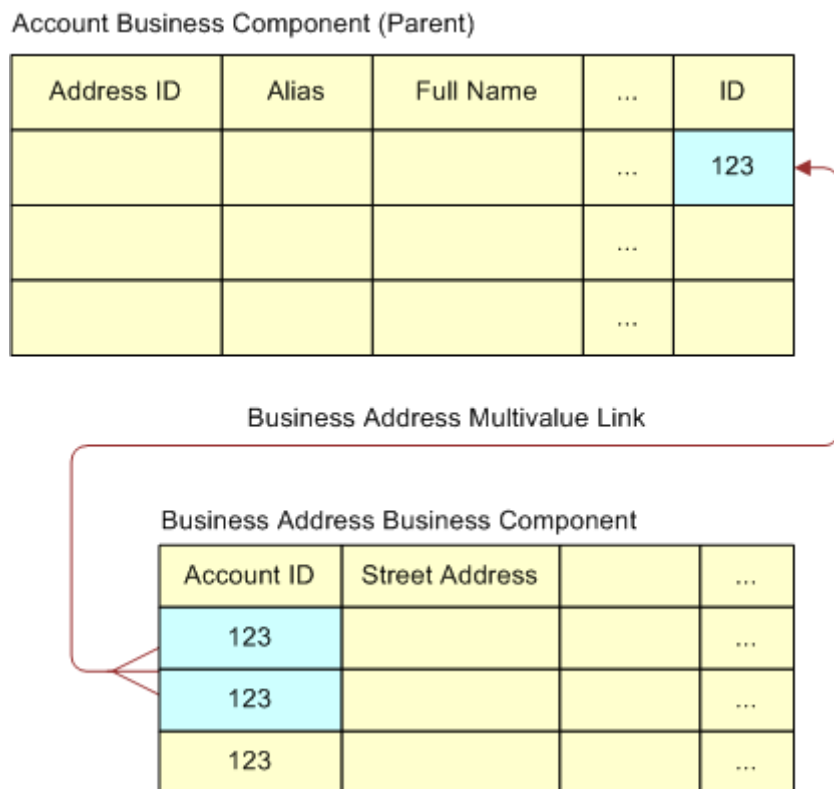 Account Business Component (Parent)
Address ID Alias Full Name ... ID
... 123
...
...
Business Address Multivalue Link
Business Address Business Component
Account ID Street Address ...
123 ...
123 ...
123 ...